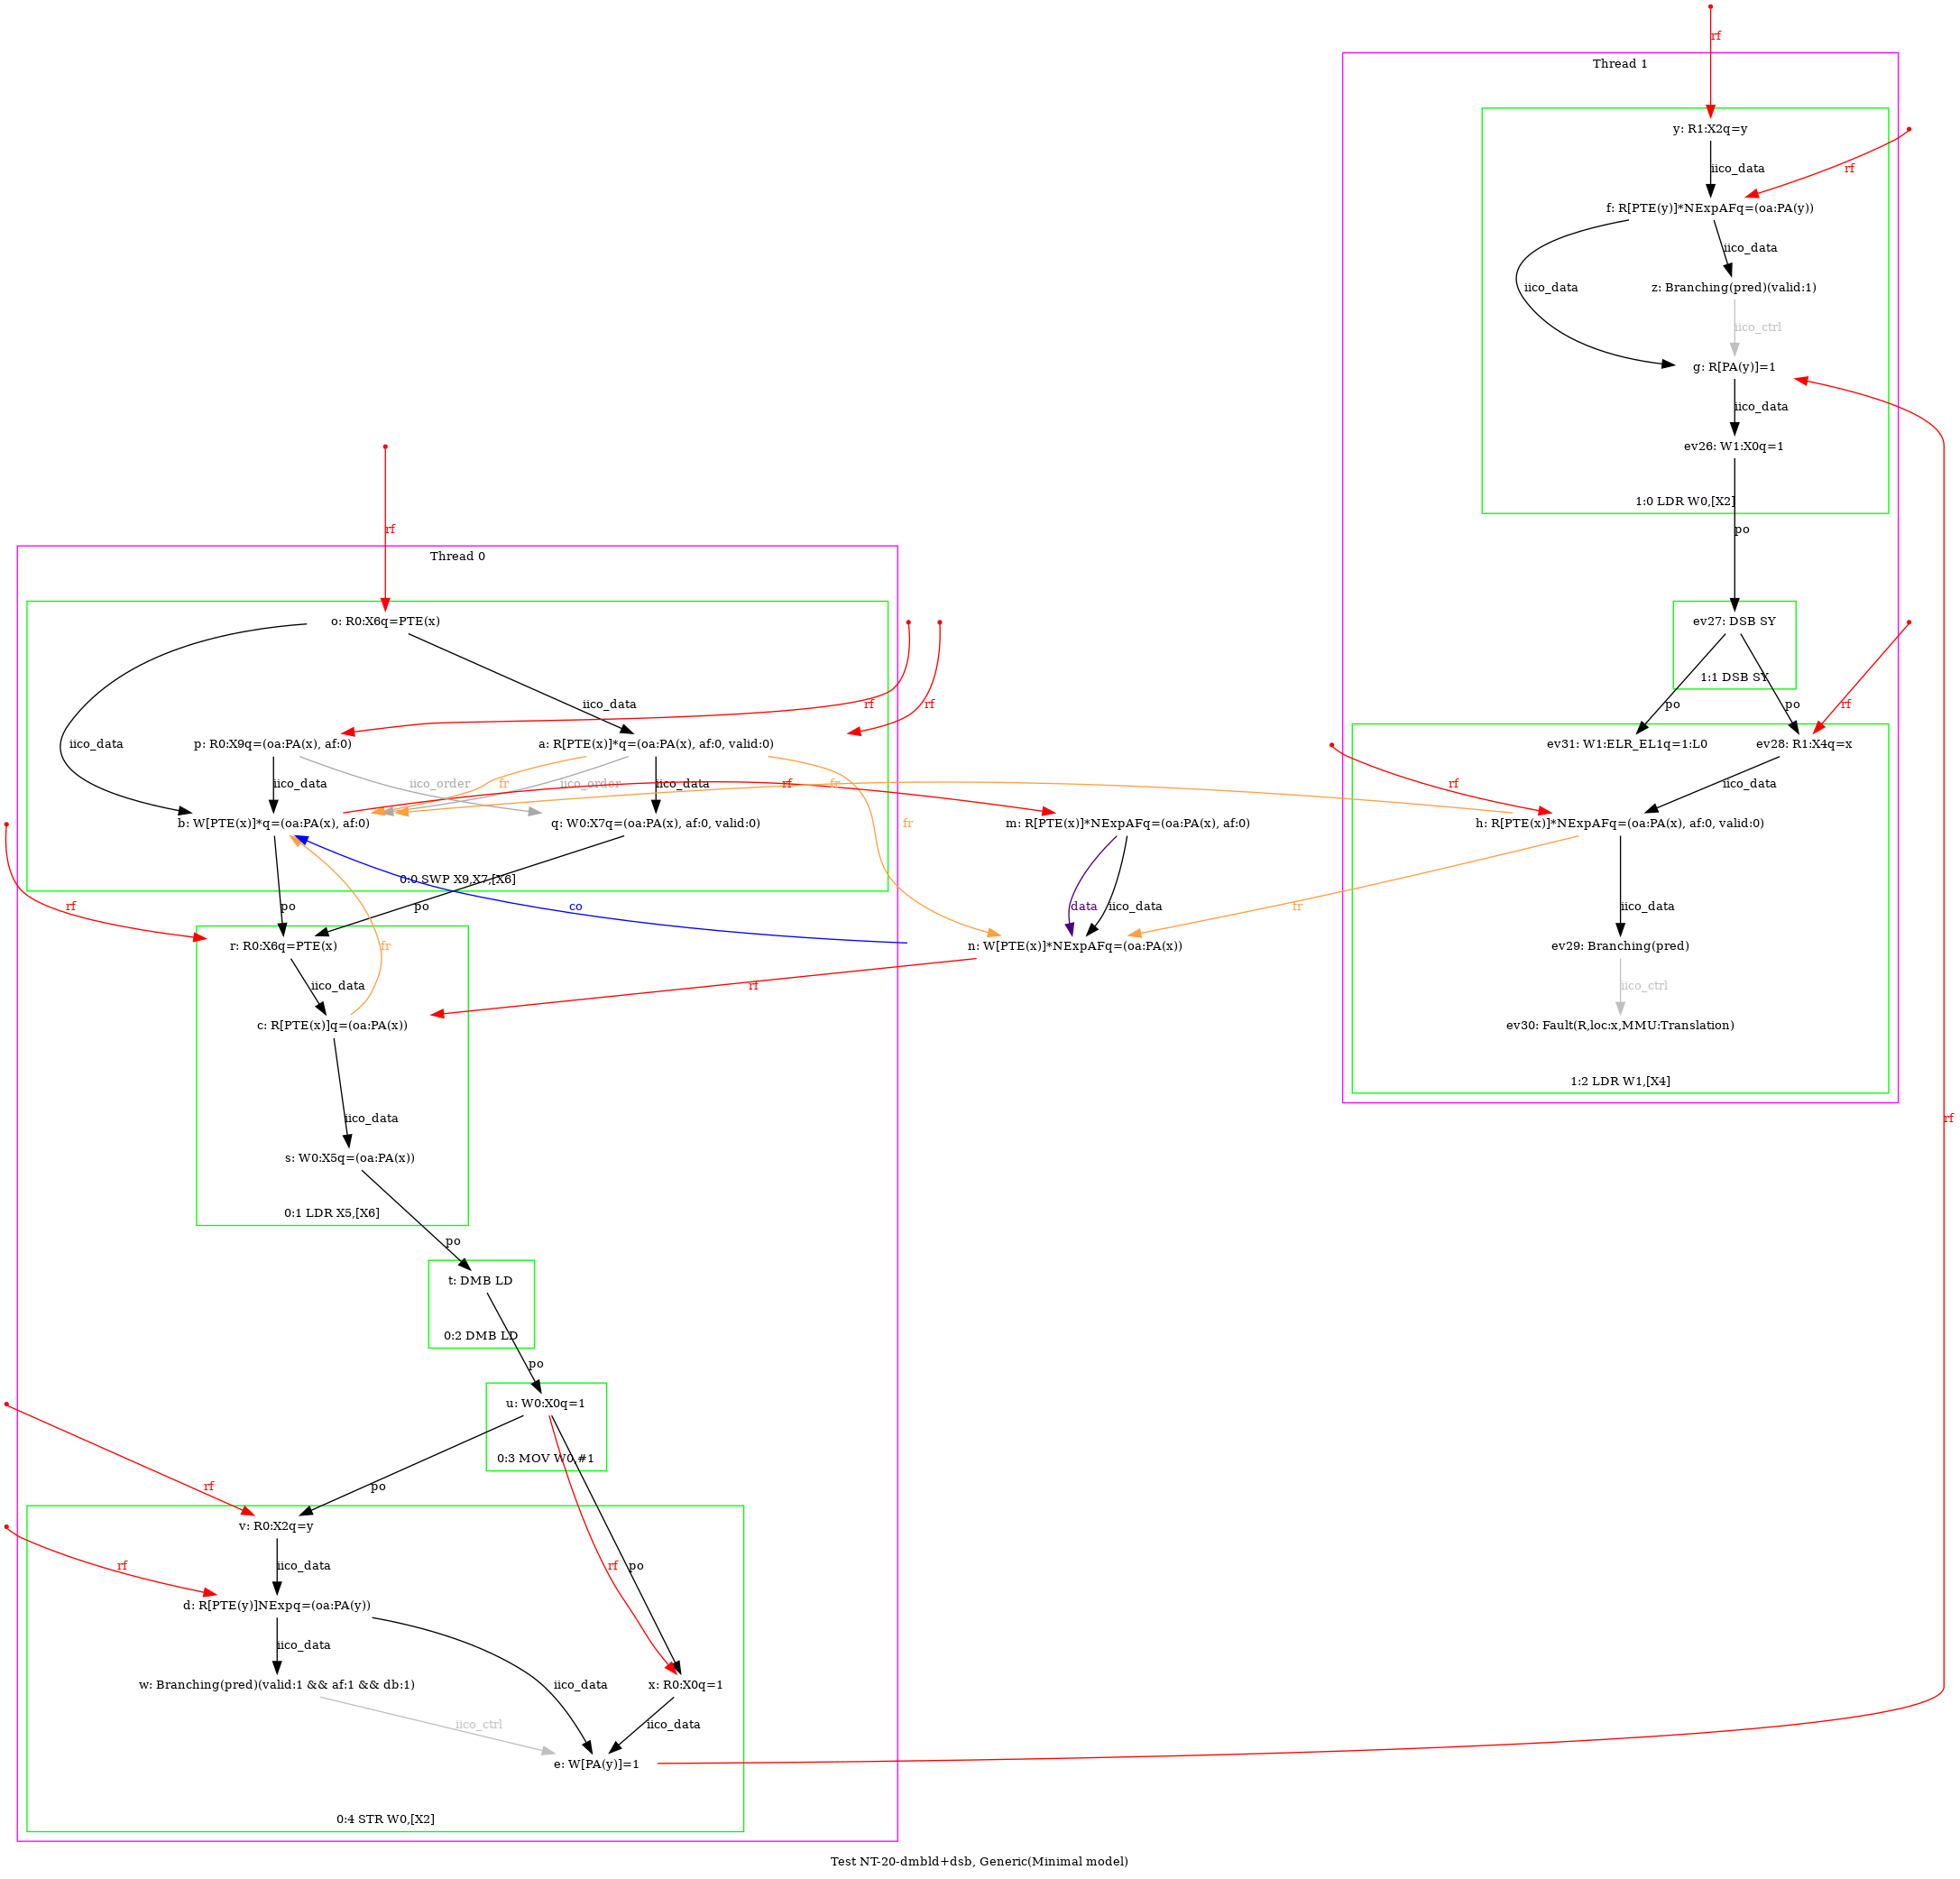 rf
Thread 1
y: R1:X2q=y
iico_data
rf
f: R[PTE(y)]*NExpAFq=(oa:PA(y))
iico_data
iico_data
z: Branching(pred)(valid:1)
iico_ctrl
g: R[PA(y)]=1
iico_data
ev26: W1:X0q=1
1:0 LDR W0,[X2]
po
rf
Thread 0
o: R0:X6q=PTE(x)
ev27: DSB SY
1:1 DSB SY
iico_data
rf
rf
po
po
rf
iico_data
p: R0:X9q=(oa:PA(x), af:0)
a: R[PTE(x)]*q=(oa:PA(x), af:0, valid:0)
ev31: W1:ELR_EL1q=1:L0
ev28: R1:X4q=x
iico_data
iico_order
fr
iico_order
iico_data
rf
fr
rf
iico_data
b: W[PTE(x)]*q=(oa:PA(x), af:0)
q: W0:X7q=(oa:PA(x), af:0, valid:0)
fr
m: R[PTE(x)]*NExpAFq=(oa:PA(x), af:0)
h: R[PTE(x)]*NExpAFq=(oa:PA(x), af:0, valid:0)
0:0 SWP X9,X7,[X6]
rf
po
po
co
data
iico_data
fr
iico_data
r: R0:X6q=PTE(x)
fr
n: W[PTE(x)]*NExpAFq=(oa:PA(x))
ev29: Branching(pred)
iico_data
rf
iico_ctrl
c: R[PTE(x)]q=(oa:PA(x))
ev30: Fault(R,loc:x,MMU:Translation)
1:2 LDR W1,[X4]
iico_data
rf
s: W0:X5q=(oa:PA(x))
0:1 LDR X5,[X6]
po
t: DMB LD
0:2 DMB LD
po
u: W0:X0q=1
0:3 MOV W0,#1
rf
po
v: R0:X2q=y
rf
iico_data
rf
po
d: R[PTE(y)]NExpq=(oa:PA(y))
iico_data
w: Branching(pred)(valid:1 && af:1 && db:1)
iico_data
x: R0:X0q=1
iico_ctrl
iico_data
e: W[PA(y)]=1
0:4 STR W0,[X2]
Test NT-20-dmbld+dsb, Generic(Minimal model)